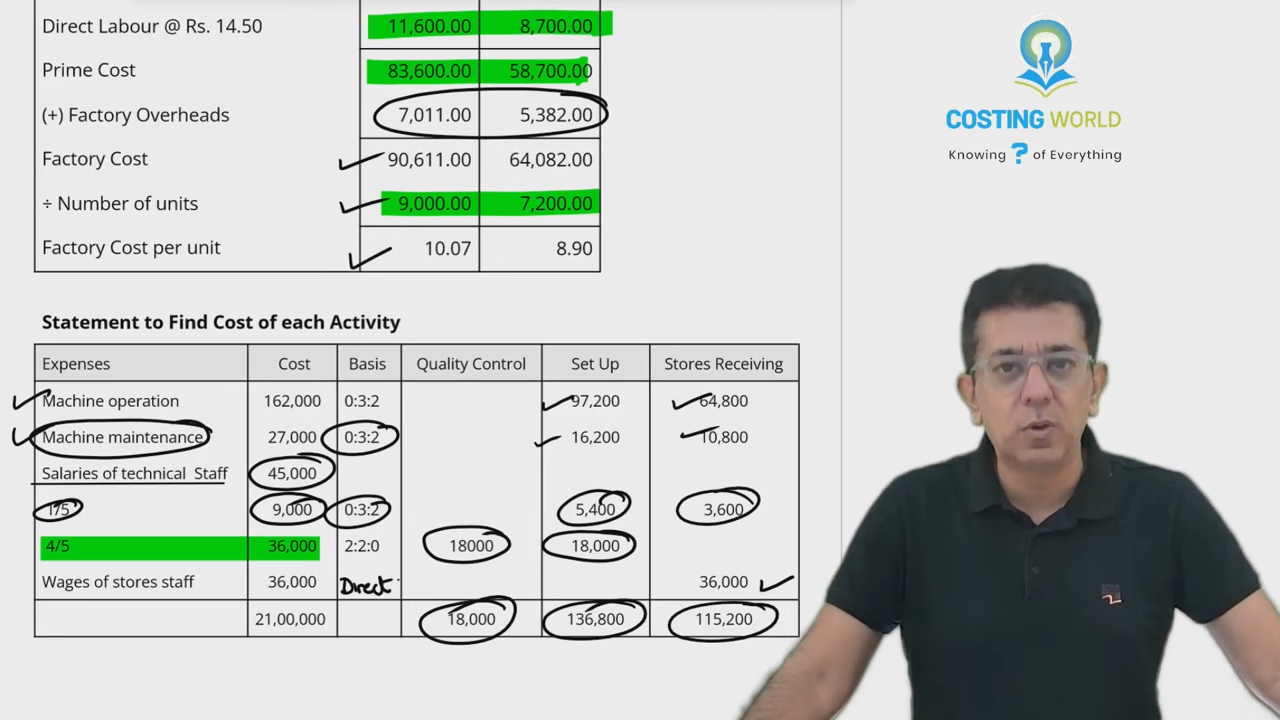 Direct Labour @ Rs. 14.50 11,600.00 8,700.00
Prime Cost 83,600.00 58,700.00
(+) Factory Overheads 7,011.00 5,382.00
Factory Cost 90,611.00 64,082.00
÷ Number of units 9,000.00 7,200.00
Factory Cost per unit 10.07 8.90
COSTING WORLD
Knowing ? of Everything
Statement to Find Cost of each Activity
Expenses Cost Basis Quality Control Set Up Stores Receiving
Machine operation 162,000 0:3:2 97,200 64,800
Machine maintenance 27,000 0:3:2 16,200 10,800
Salaries of technical Staff 45,000
1/5 9,000 0:3:2 5,400 3,600
4/5 36,000 2:2:0 18000 18,000
Wages of stores staff 36,000 Direct 36,000
21,00,000 18,000 136,800 115,200